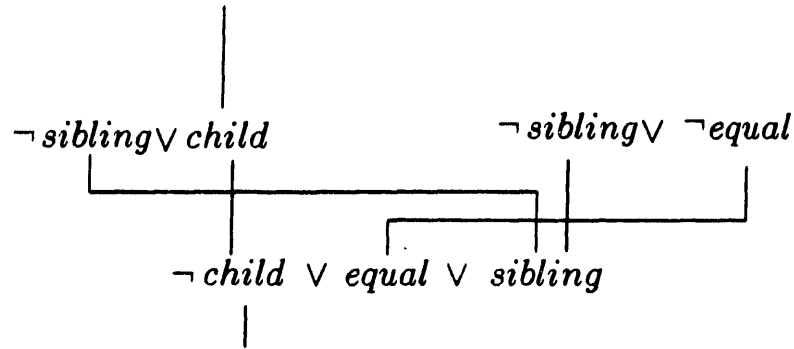 ¬ sibling ∨ child
¬ sibling ∨ ¬ equal
¬ child ∨ equal ∨ sibling